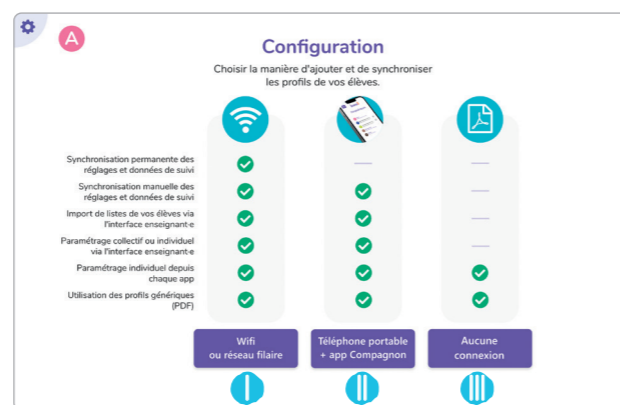 A
Configuration
Choisir la manière d'ajouter et de synchroniser
les profils de vos élèves.
Synchronisation permanente des
réglages et données de suivi
Synchronisation manuelle des
réglages et données de suivi
Import de listes de vos élèves via
l'interface enseignant·e
Paramétrage collectif ou individuel
via l'interface enseignant·e
Paramétrage individuel depuis
chaque app
Utilisation des profils génériques
(PDF)
Wifi
ou réseau filaire
Téléphone portable
+ app Compagnon
Aucune
connexion